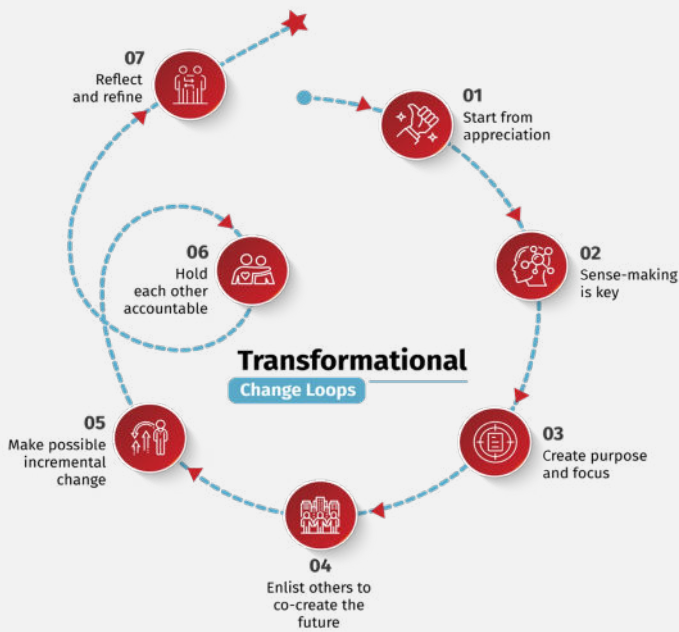 01
Start from
appreciation
02
Sense-making
is key
03
Create purpose
and focus
04
Enlist others to
co-create the
future
05
Make possible
incremental
change
06
Hold
each other
accountable
07
Reflect
and refine
Transformational
Change Loops